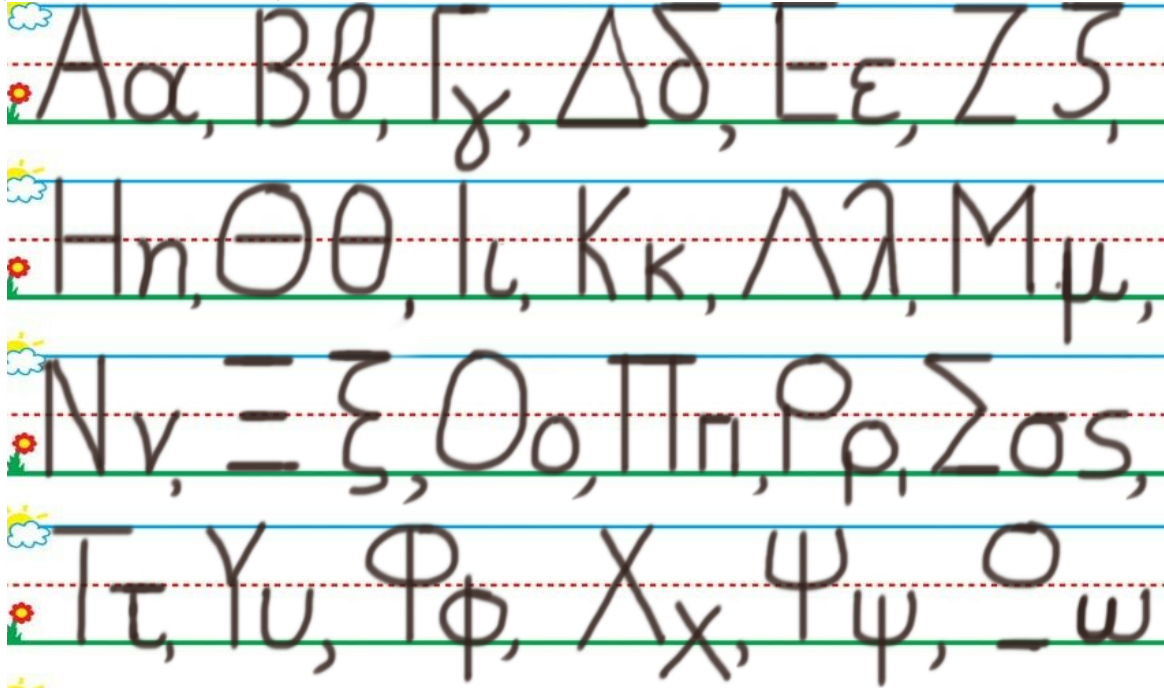 Αα, Ββ, Γγ, Δδ, Εε, Ζζ,
Ηη, Θθ, Ιι, Κκ, Λλ, Μμ,
Νν, Ξξ, Οο, Ππ, Ρρ, Σσς,
Ττ, Υυ, Φφ, Χχ, Ψψ, Ωω